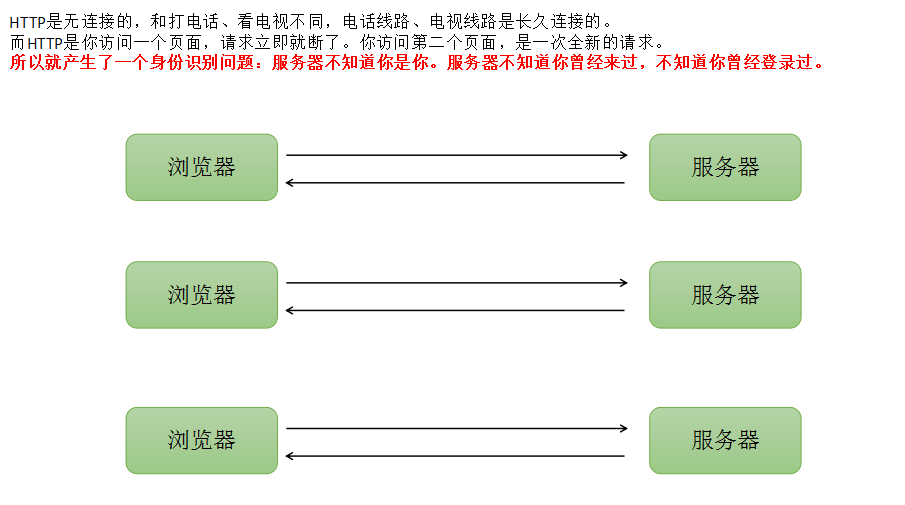 HTTP是无连接的，和打电话、看电视不同，电话线路、电视线路是长久连接的。
而HTTP是你访问一个页面，请求立即就断了。你访问第二个页面，是一次全新的请求。
所以就产生了一个身份识别问题：服务器不知道你是你。服务器不知道你曾经来过，不知道你曾经登录过。
浏览器
服务器
浏览器
服务器
浏览器
服务器